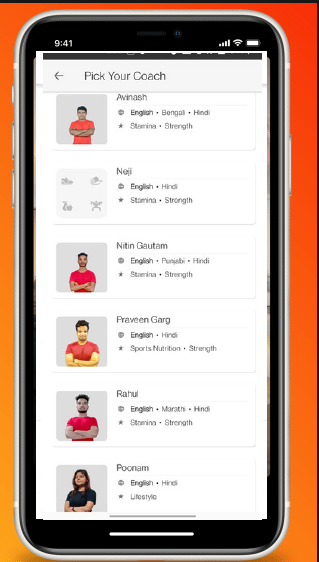 9:41
Pick Your Coach
Avinash
English • Bengali • Hindi
Stamina • Strength
Neji
English • Hindi
Stamina • Strength
Nitin Gautam
English • Punjabi • Hindi
Stamina • Strength
Praveen Garg
English • Hindi
Sports Nutrition • Strength
Rahul
English • Marathi • Hindi
Stamina • Strength
Poonam
English • Hindi
Lifestyle